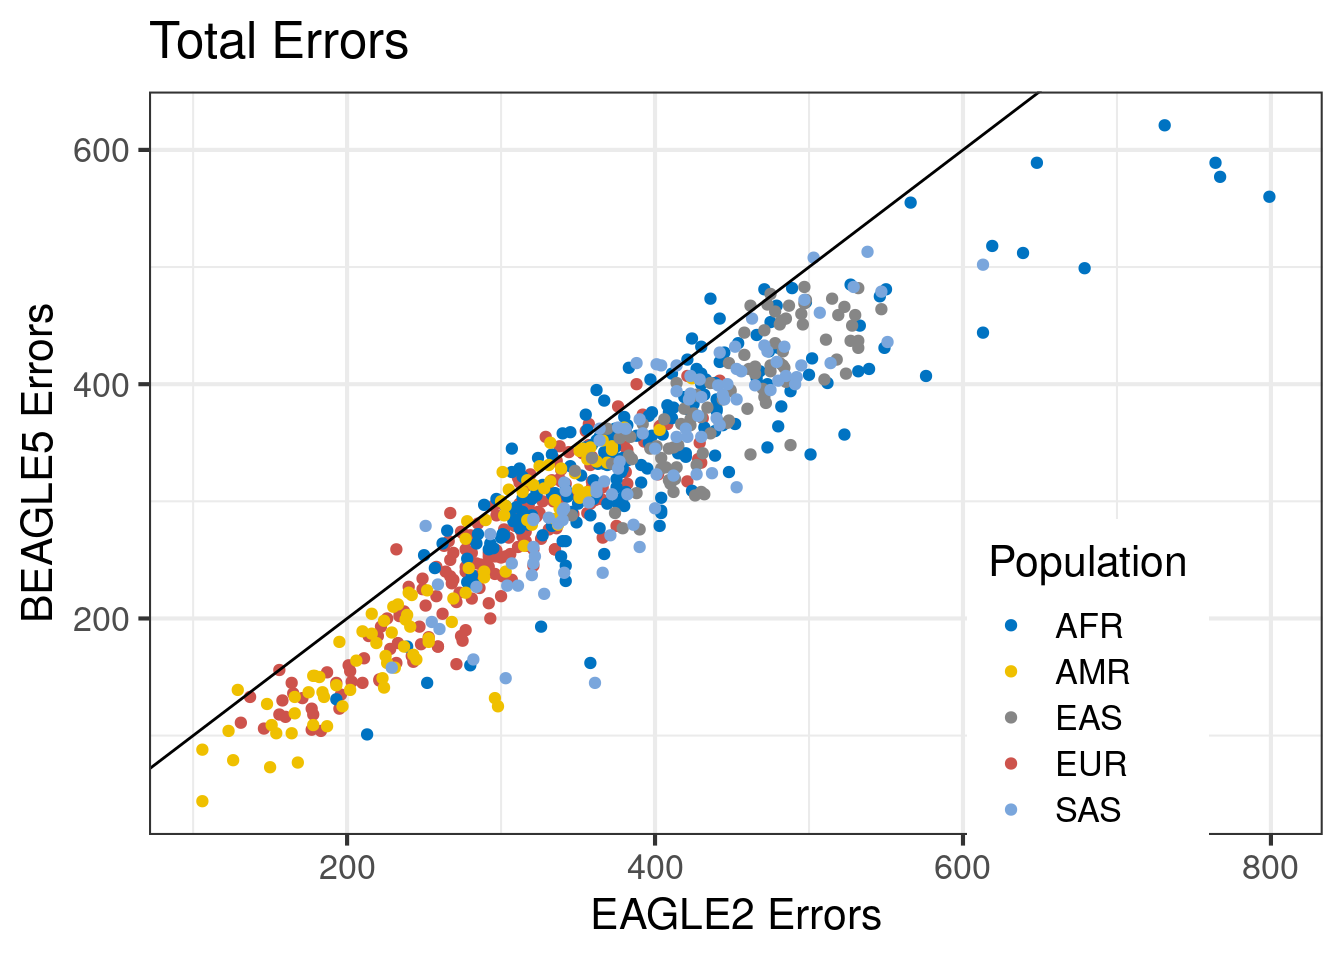 Total Errors
600
400
200
BEAGLE5 Errors
Population
AFR
AMR
EAS
EUR
SAS
200
400
600
800
EAGLE2 Errors